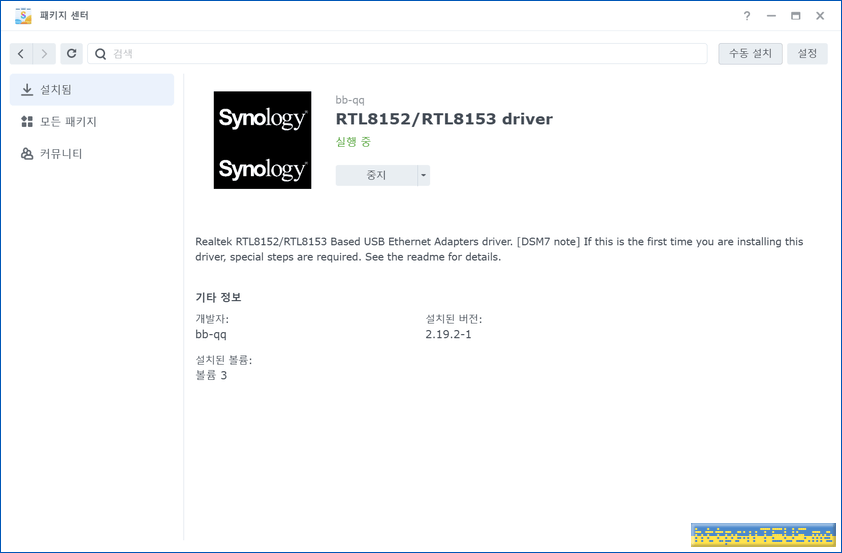 패키지 센터
검색
수동 설치
설정
설치됨
모든 패키지
커뮤니티
Synology
Synology
bb-qq
RTL8152/RTL8153 driver
실행 중
중지
Realtek RTL8152/RTL8153 Based USB Ethernet Adapters driver. [DSM7 note] If this is the first time you are installing this
driver, special steps are required. See the readme for details.
기타 정보
개발자:
설치된 버전:
bb-qq
2.19.2-1
설치된 볼륨:
볼륨 3